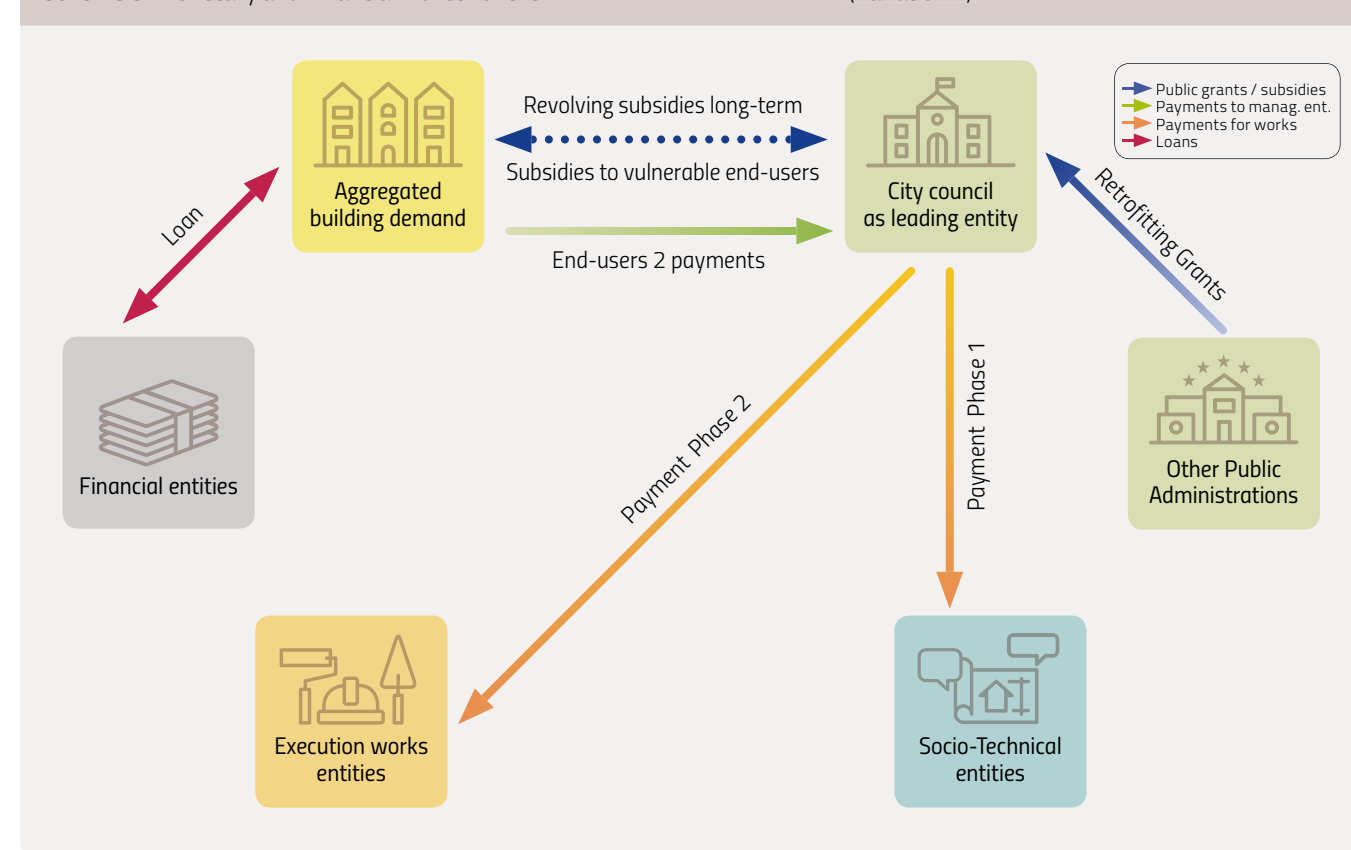 Revolving subsidies long-term
Subsidies to vulnerable end-users
End-users 2 payments
Aggregated
building demand
City council
as leading entity
Public grants / subsidies
Payments to manag. ent.
Payments for works
Loans
Loan
Retrofitting Grants
Payment Phase 2
Payment Phase 1
Financial entities
Other Public
Administrations
Execution works
entities
Socio-Technical
entities